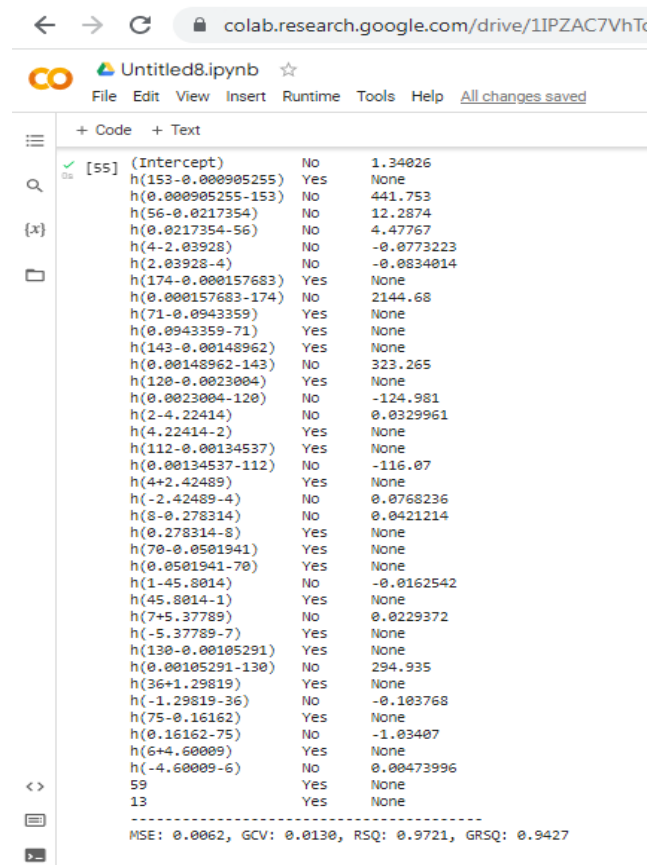 colab.research.google.com/drive/1IPZAC7VhT
CO Untitled8.ipynb
File Edit View Insert Runtime Tools Help All changes saved
+ Code + Text
[55] (Intercept) No 1.34026
0s
h(153-0.000905255) Yes None
h(0.000905255-153) No 441.753
h(56-0.0217354) No 12.2874
h(0.0217354-56) No 4.47767
{x}
h(4-2.03928) No -0.0773223
h(2.03928-4) No -0.0834014
h(174-0.000157683) Yes None
h(0.000157683-174) No 2144.68
h(71-0.0943359) Yes None
h(0.0943359-71) Yes None
h(143-0.00148962) Yes None
h(0.00148962-143) No 323.265
h(120-0.0023004) Yes None
h(0.0023004-120) No -124.981
h(2-4.22414) No 0.0329961
h(4.22414-2) Yes None
h(112-0.00134537) Yes None
h(0.00134537-112) No -116.07
h(4+2.42489) Yes None
h(-2.42489-4) No 0.0768236
h(8-0.278314) No 0.0421214
h(0.278314-8) Yes None
h(70-0.0501941) Yes None
h(0.0501941-70) Yes None
h(1-45.8014) No -0.0162542
h(45.8014-1) Yes None
h(7+5.37789) No 0.0229372
h(-5.37789-7) Yes None
h(130-0.00105291) Yes None
h(0.00105291-130) No 294.935
h(36+1.29819) Yes None
h(-1.29819-36) No -0.103768
h(75-0.16162) Yes None
h(0.16162-75) No -1.03407
h(6+4.60009) Yes None
h(-4.60009-6) No 0.00473996
59 Yes None
13 Yes None
-----------------------------------------
MSE: 0.0062, GCV: 0.0130, RSQ: 0.9721, GRSQ: 0.9427